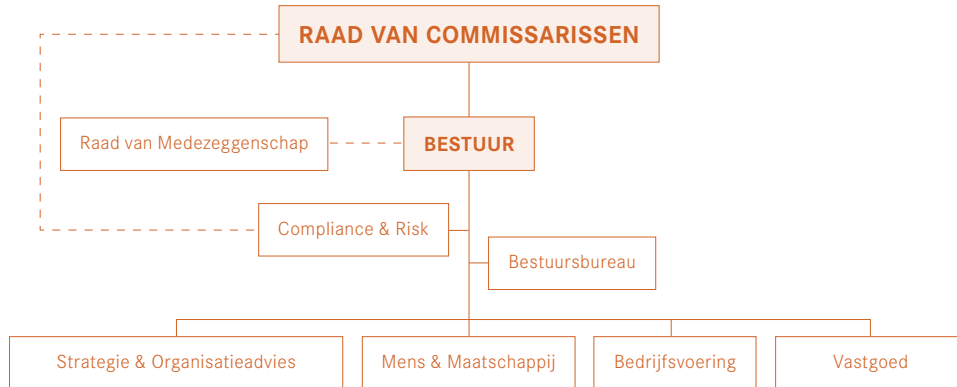 RAAD VAN COMMISSARISSEN
Raad van Medezeggenschap
BESTUUR
Compliance & Risk
Bestuursbureau
Strategie & Organisatieadvies
Mens & Maatschappij
Bedrijfsvoering
Vastgoed